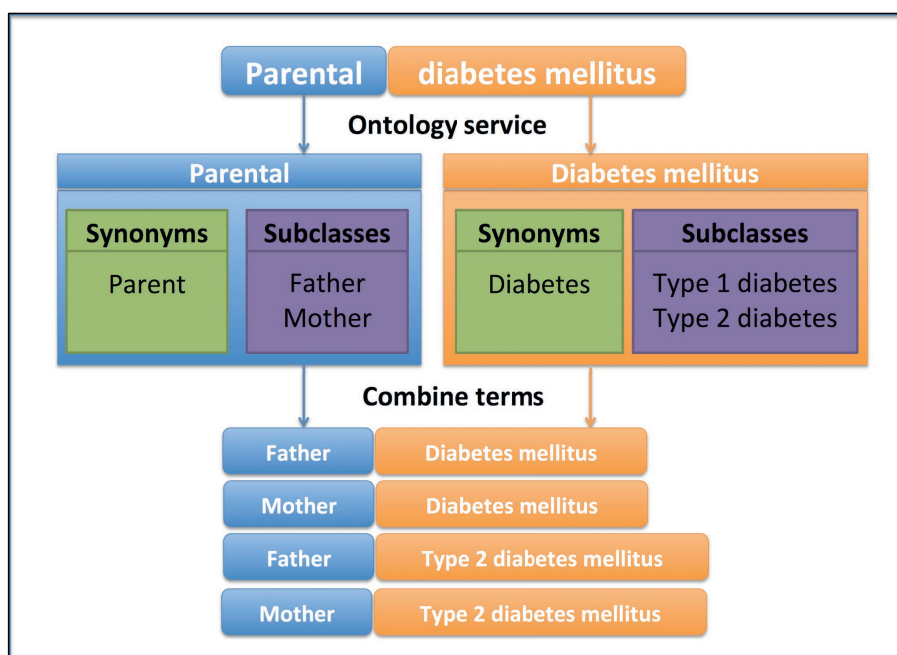 Parental diabetes mellitus
Ontology service
Parental
Synonyms
Parent
Subclasses
Father
Mother
Diabetes mellitus
Synonyms
Diabetes
Subclasses
Type 1 diabetes
Type 2 diabetes
Combine terms
Father Diabetes mellitus
Mother Diabetes mellitus
Father Type 2 diabetes mellitus
Mother Type 2 diabetes mellitus